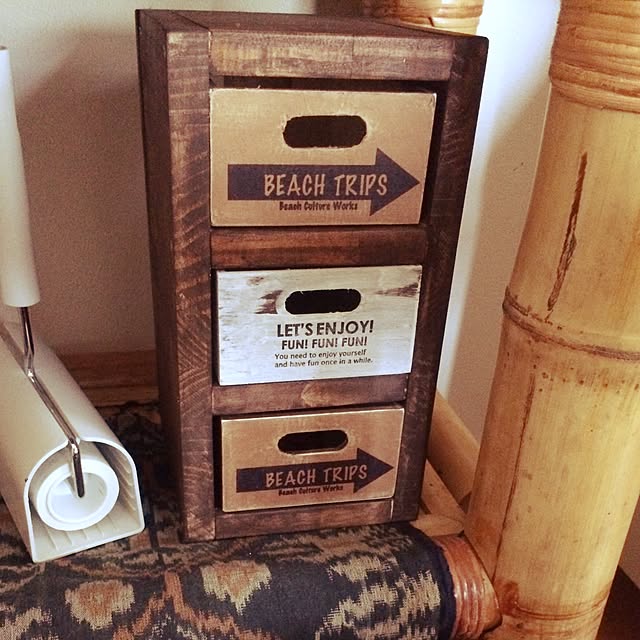 BEACH TRIPS
Beach Culture Works
LET'S ENJOY!
FUN! FUN! FUN!
You need to enjoy yourself
and have fun once in a while.
BEACH TRIPS
Beach Culture Works